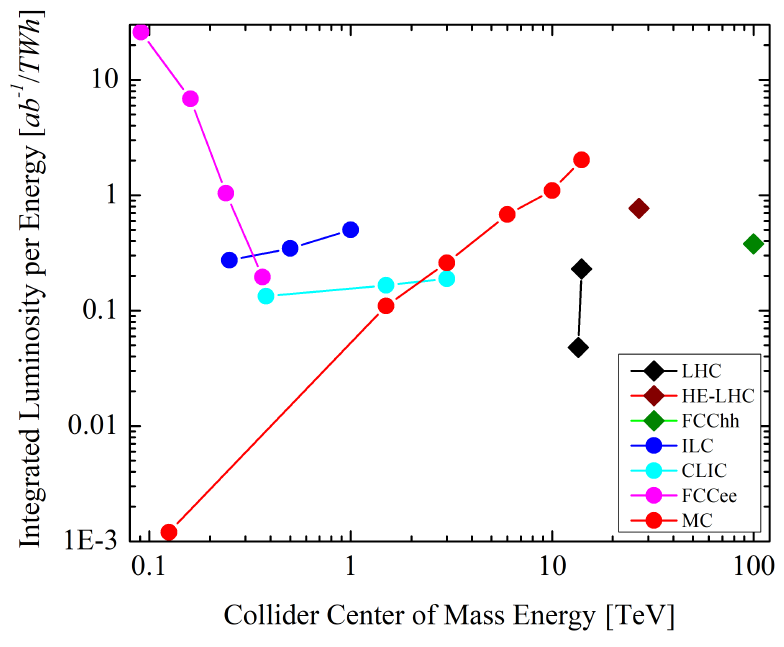 Integrated Luminosity per Energy [ab⁻¹/TWh]
10
1
0.1
0.01
1E-3
0.1
1
10
100
Collider Center of Mass Energy [TeV]
LHC
HE-LHC
FCChh
ILC
CLIC
FCCee
MC